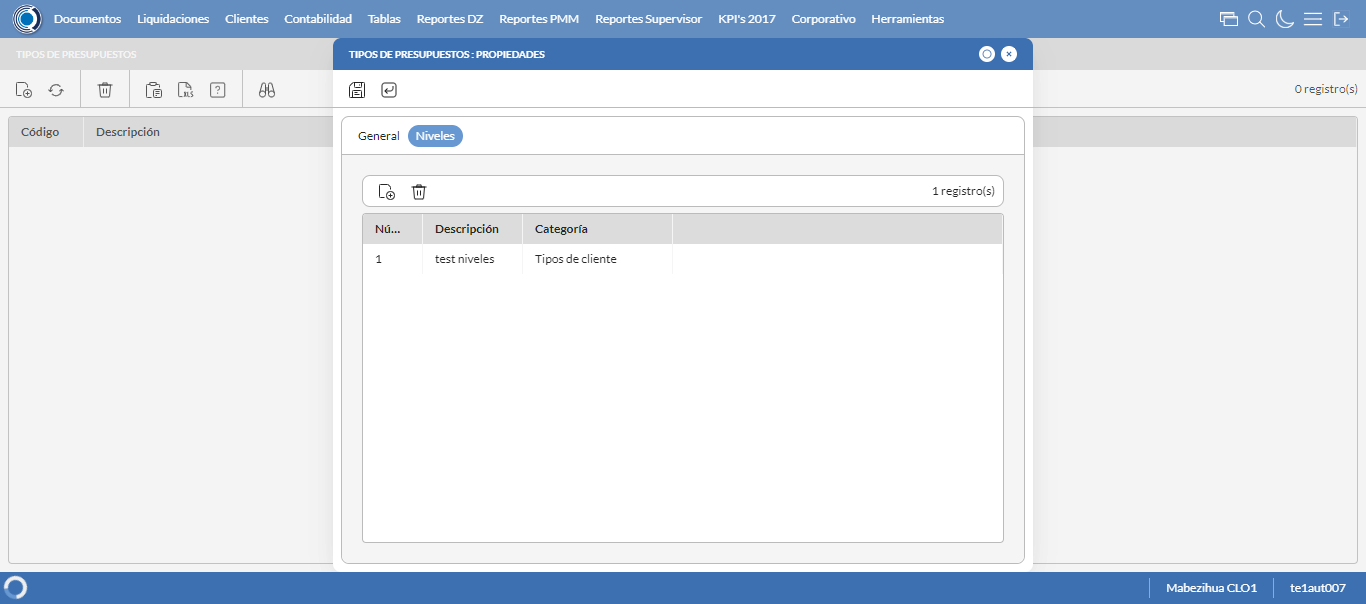 Documentos Liquidaciones Clientes Contabilidad Tablas Reportes DZ Reportes PMM Reportes Supervisor KPI's 2017 Corporativo Herramientas
TIPOS DE PRESUPUESTOS
TIPOS DE PRESUPUESTOS : PROPIEDADES
XLS ?
0 registro(s)
Código Descripción
General Niveles
1 registro(s)
Nú... Descripción Categoría
1 test niveles Tipos de cliente
Mabezihua CLO1 te1aut007